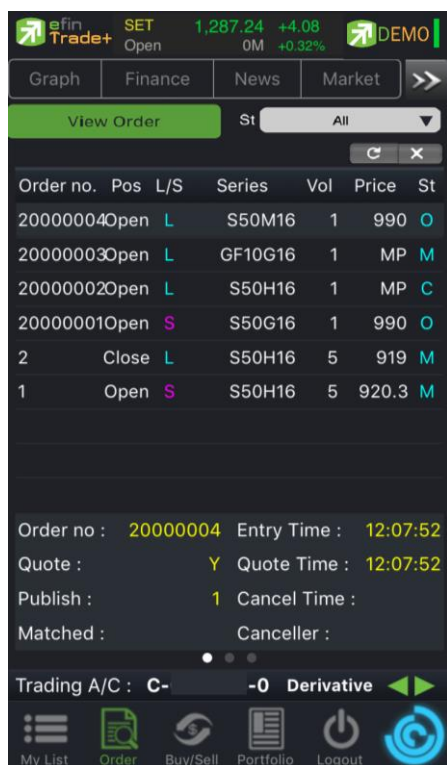 efin Trade+ SET 1,287.24 +4.08 DEMO
Open 0M +0.32%
Graph Finance News Market >>
View Order St All
Order no. Pos L/S Series Vol Price St
20000004 Open L S50M16 1 990 O
20000003 Open L GF10G16 1 MP M
20000002 Open L S50H16 1 MP C
20000001 Open S S50G16 1 990 O
2 Close L S50H16 5 919 M
1 Open S S50H16 5 920.3 M
Order no : 20000004 Entry Time : 12:07:52
Quote : Y Quote Time : 12:07:52
Publish : 1 Cancel Time :
Matched : Canceller :
Trading A/C : C- -0 Derivative
My List Order Buy/Sell Portfolio Logout